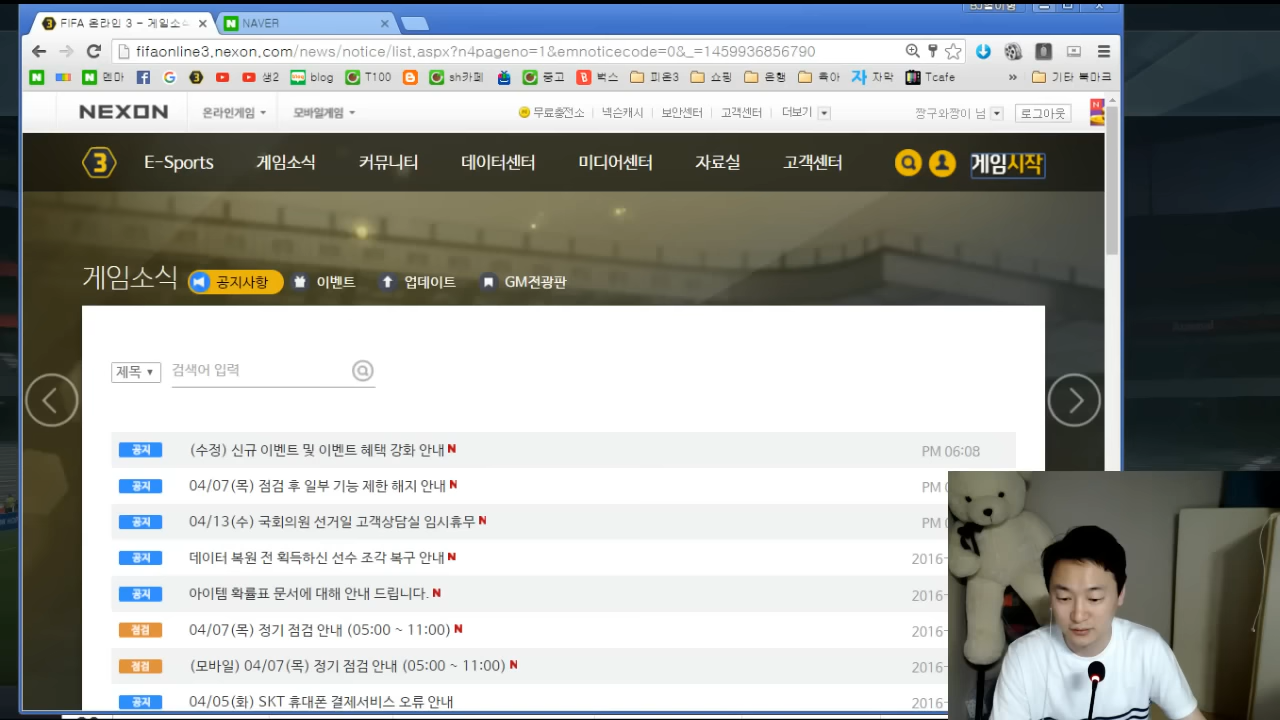 FIFA 온라인 3 - 게임소식
NAVER
fifaonline3.nexon.com/news/notice/list.aspx?n4pageno=1&emnoticecode=0&_=1459936856790
blog T100 sh카페 중고 벅스 피온3 쇼핑 은행 육아 자막 Tcafe » 기타 북마크
NEXON 온라인게임 모바일게임 무료충전소 넥슨캐시 보안센터 고객센터 더보기 짱구와짱이 님 로그아웃
3 E-Sports 게임소식 커뮤니티 데이터센터 미디어센터 자료실 고객센터 게임시작
게임소식 공지사항 이벤트 업데이트 GM전광판
제목 검색어 입력
공지 (수정) 신규 이벤트 및 이벤트 혜택 강화 안내 N PM 06:08
공지 04/07(목) 점검 후 일부 기능 제한 해지 안내 N PM
공지 04/13(수) 국회의원 선거일 고객상담실 임시휴무 N PM
공지 데이터 복원 전 획득하신 선수 조각 복구 안내 N 2016-
공지 아이템 확률표 문서에 대해 안내 드립니다. N 2016-
점검 04/07(목) 정기 점검 안내 (05:00 ~ 11:00) N 2016-
점검 (모바일) 04/07(목) 정기 점검 안내 (05:00 ~ 11:00) N 2016-
공지 04/05(화) SKT 휴대폰 결제서비스 오류 안내 2016-